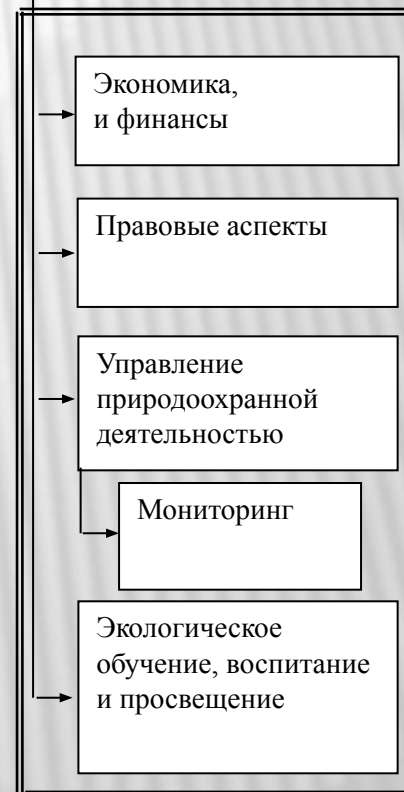 Экономика,
и финансы
Правовые аспекты
Управление
природоохранной
деятельностью
Мониторинг
Экологическое
обучение, воспитание
и просвещение